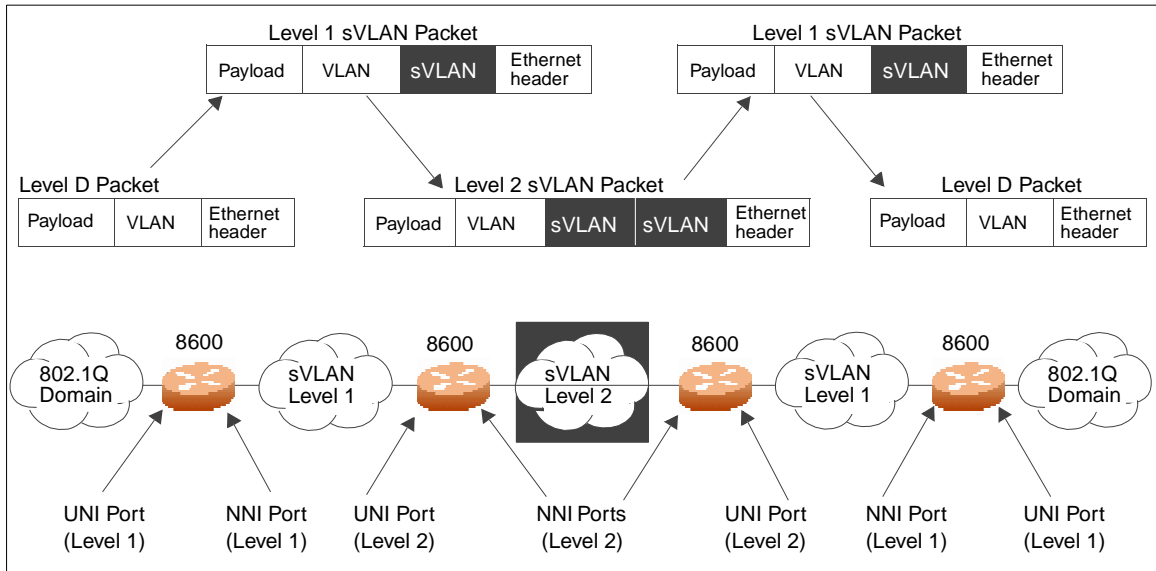 Level 1 sVLAN Packet
Level 1 sVLAN Packet
Payload
VLAN
sVLAN
Ethernet
header
Payload
VLAN
sVLAN
Ethernet
header
Level D Packet
Level 2 sVLAN Packet
Level D Packet
Payload
VLAN
Ethernet
header
Payload
VLAN
sVLAN
sVLAN
Ethernet
header
Payload
VLAN
Ethernet
header
8600
8600
8600
8600
802.1Q
Domain
sVLAN
Level 1
sVLAN
Level 2
sVLAN
Level 1
802.1Q
Domain
UNI Port
(Level 1)
NNI Port
(Level 1)
UNI Port
(Level 2)
NNI Ports
(Level 2)
UNI Port
(Level 2)
NNI Port
(Level 1)
UNI Port
(Level 1)